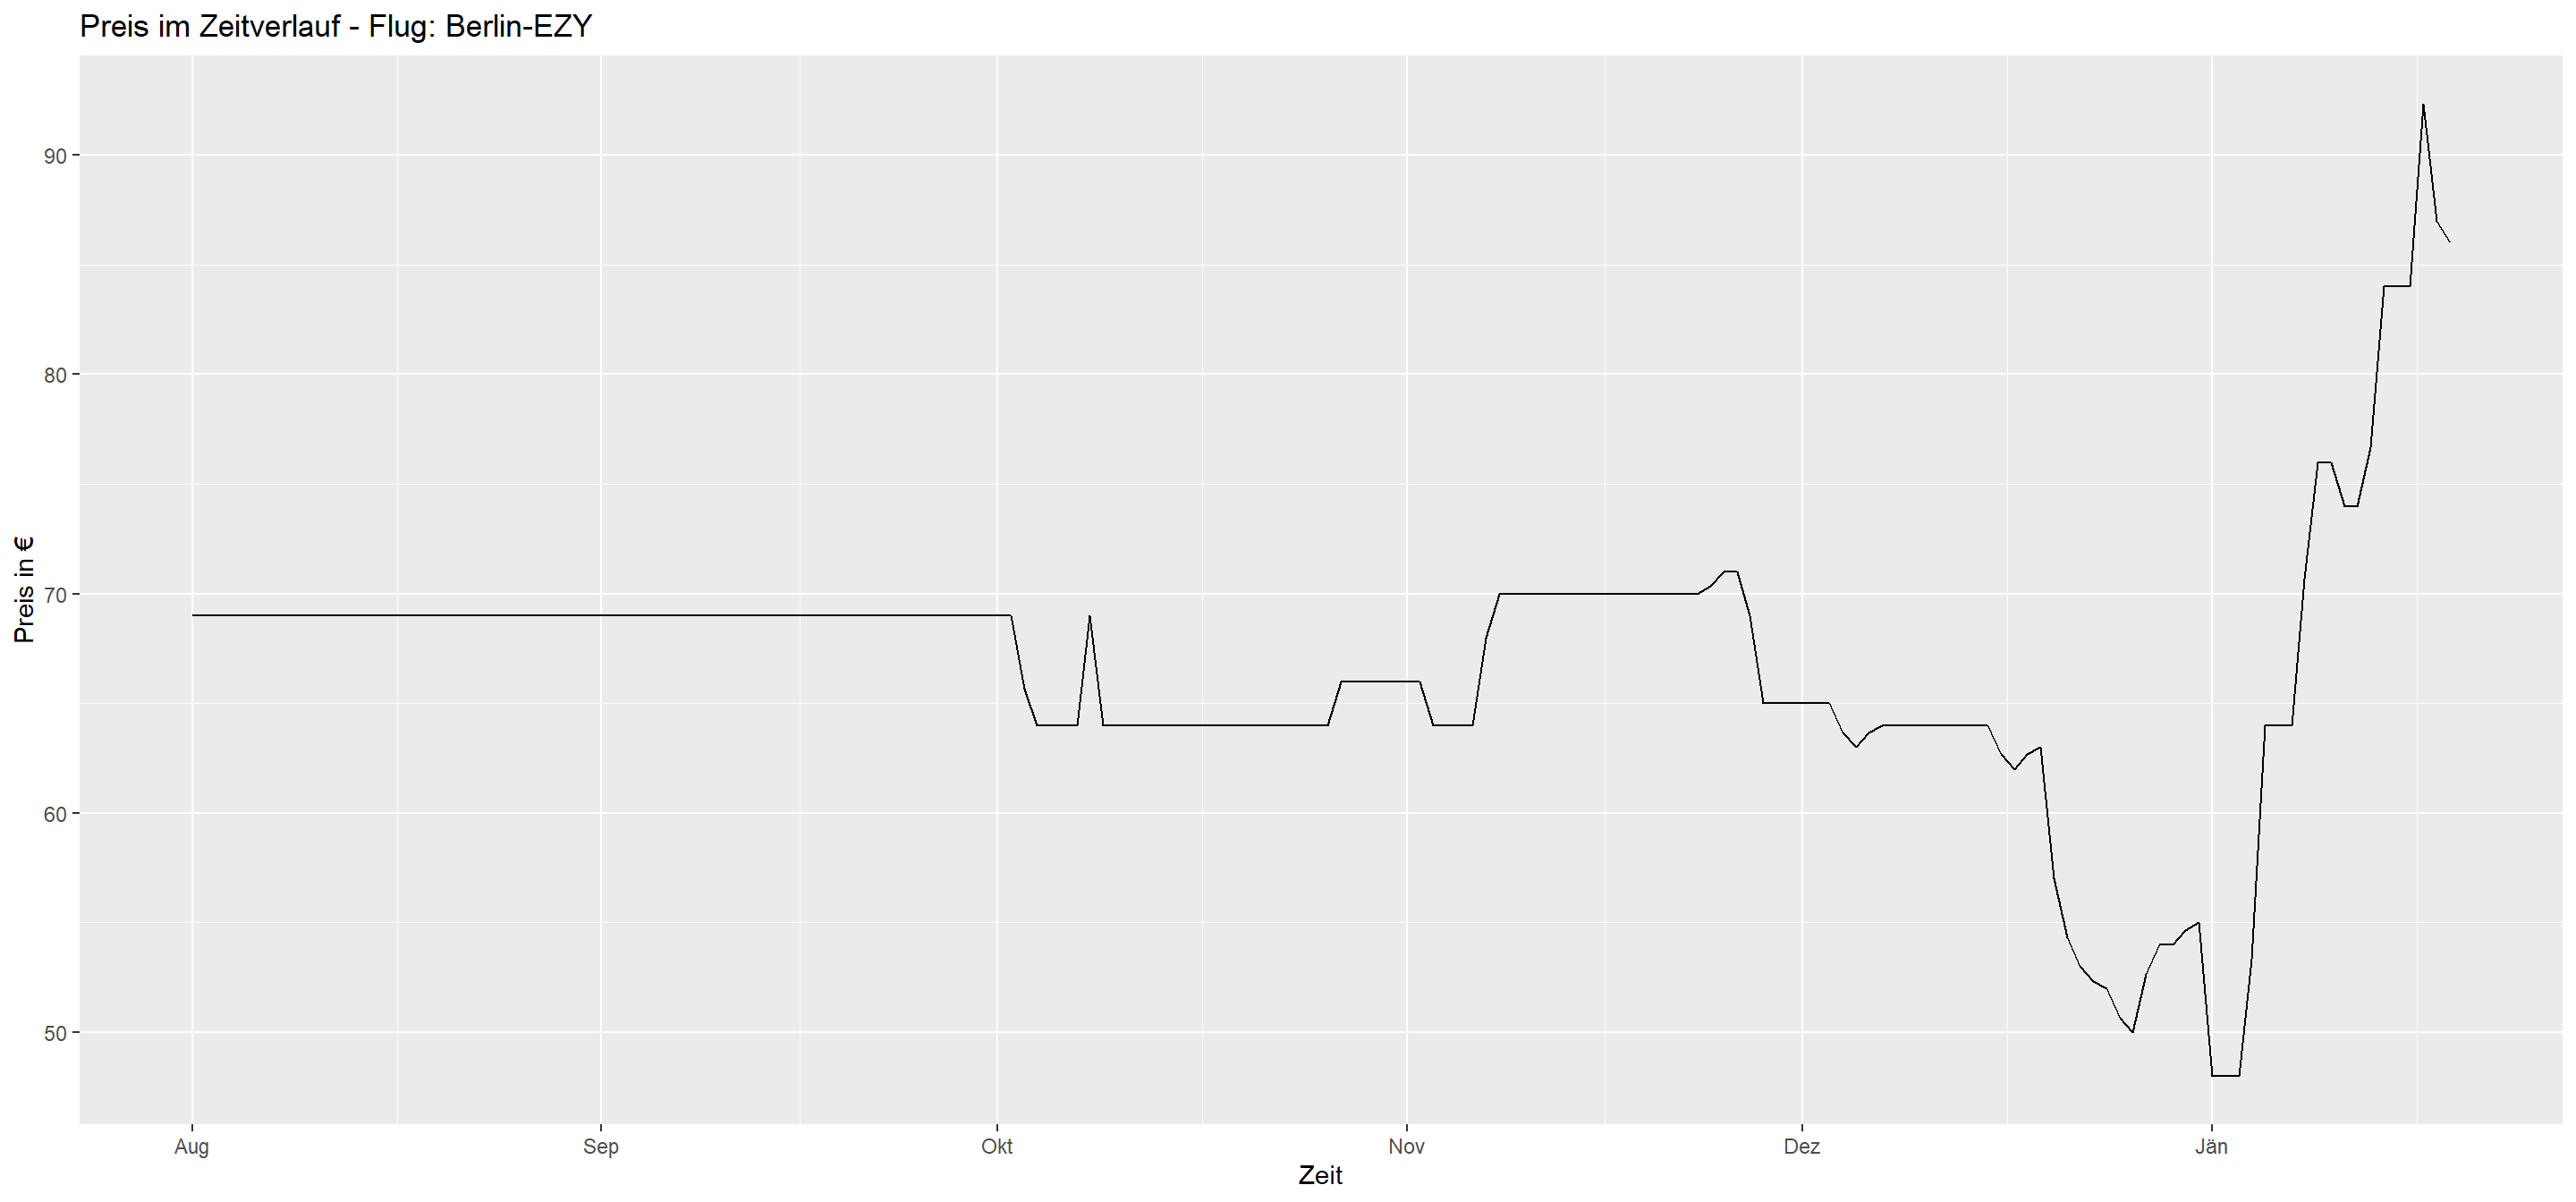 Preis im Zeitverlauf - Flug: Berlin-EZY
Preis in €
90
80
70
60
50
Aug Sep Okt Nov Dez Jän
Zeit